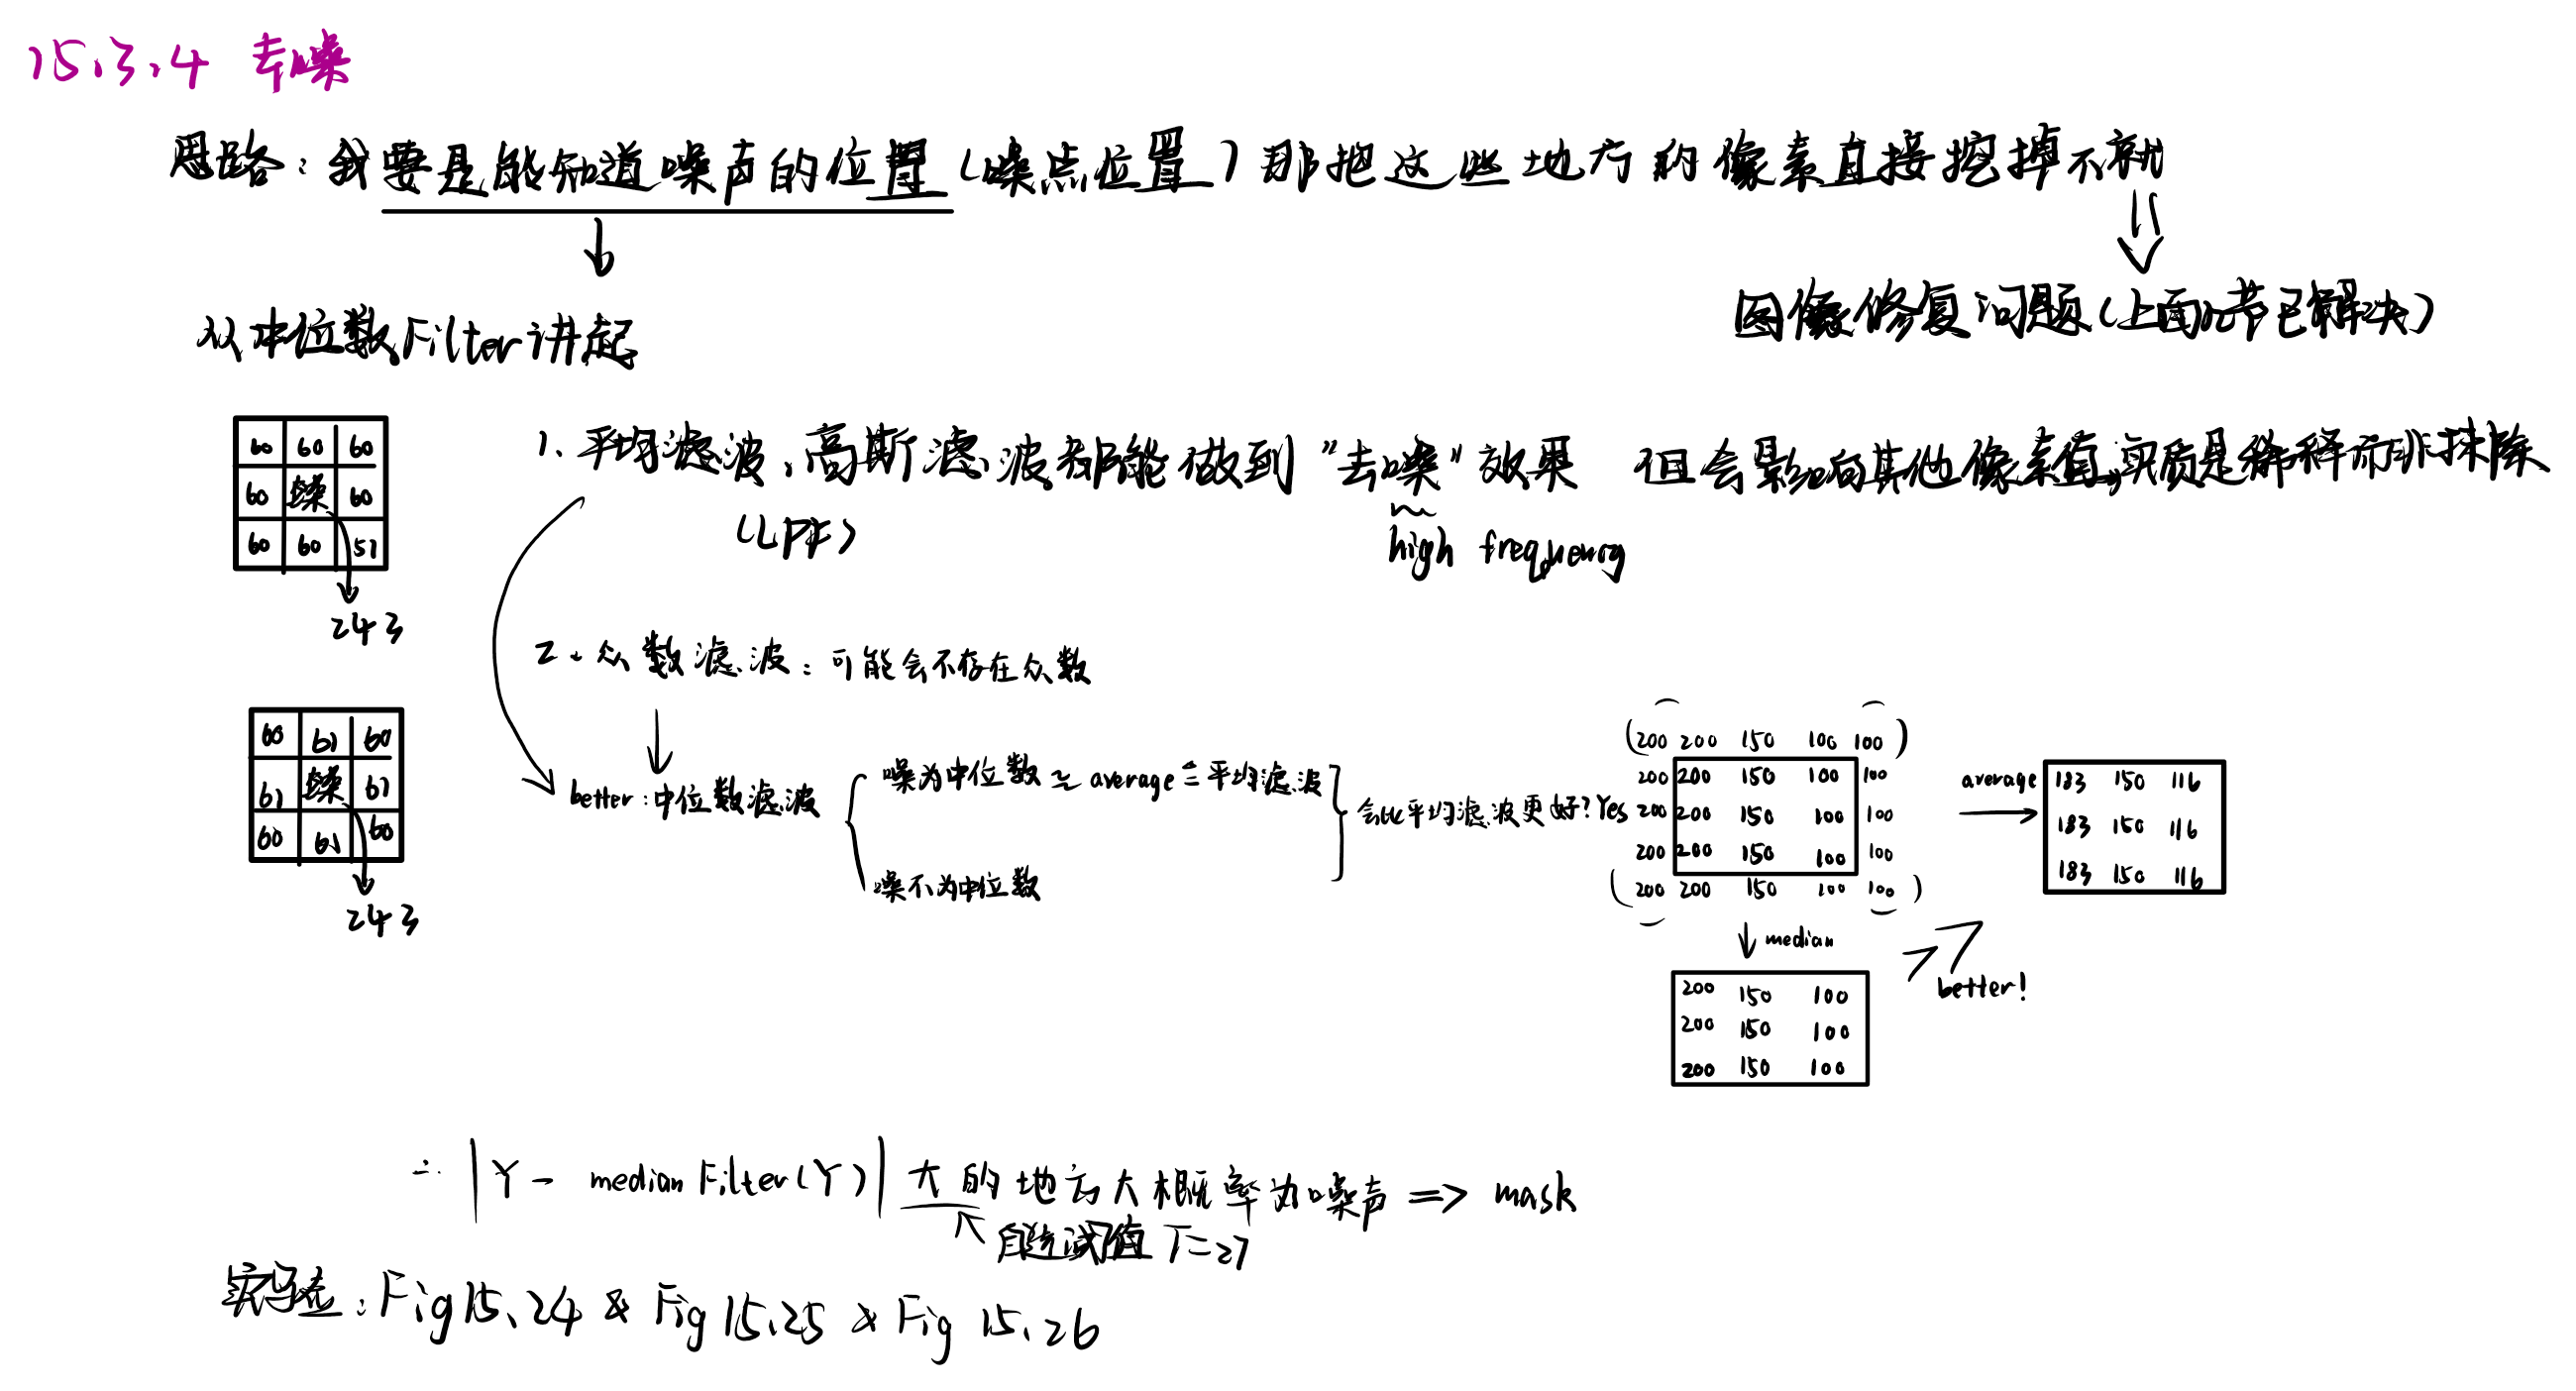 15.3.4 去噪
思路：我要是能知道噪声的位置（噪点位置）那把这些地方的像素直接挖掉不就
从中位数Filter讲起
图像修复问题（上面几节已解决）
60 60 60
60 噪 60
60 60 51
243
1. 平均滤波、高斯滤波都能做到"去噪"效果 但会影响其他像素值,实质是稀释而非抹除
(LPF)
high frequency
2. 众数滤波：可能会不存在众数
60 61 60
61 噪 61
60 61 60
243
better：中位数滤波
噪为中位数 ≃ average = 平均滤波
噪不为中位数
会比平均滤波更好？Yes
(200 200 150 100 100)
200 200 150 100 100
200 200 150 100 100
200 200 150 100 100
(200 200 150 100 100)
average
183 150 116
183 150 116
183 150 116
median
better!
200 150 100
200 150 100
200 150 100
∴ |Y - median Filter(Y)| 大的地方大概率为噪声 => mask
自选阈值 T=27
实验：Fig15.24 & Fig 15.25 & Fig 15.26